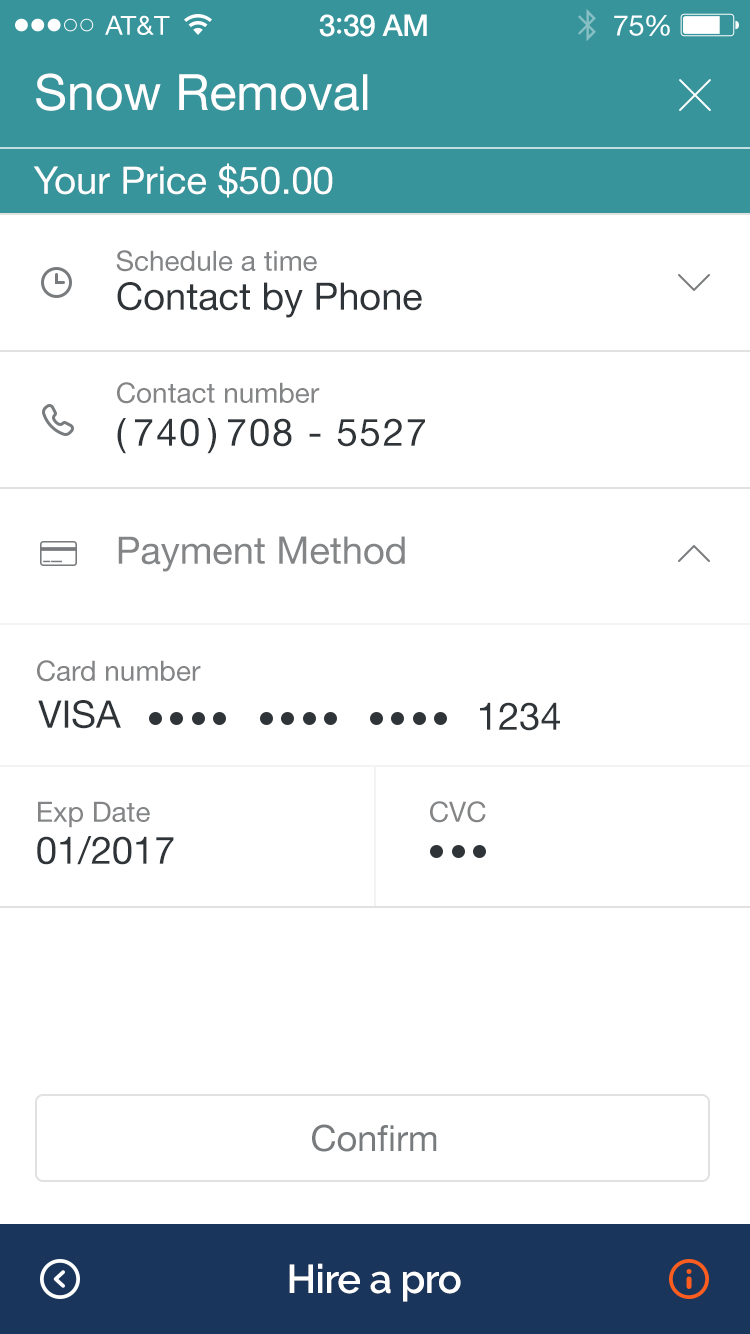 AT&T 3:39 AM 75%
Snow Removal
Your Price $50.00
Schedule a time
Contact by Phone
Contact number
(740)708 - 5527
Payment Method
Card number
VISA •••• •••• •••• 1234
Exp Date CVC
01/2017 •••
Confirm
Hire a pro